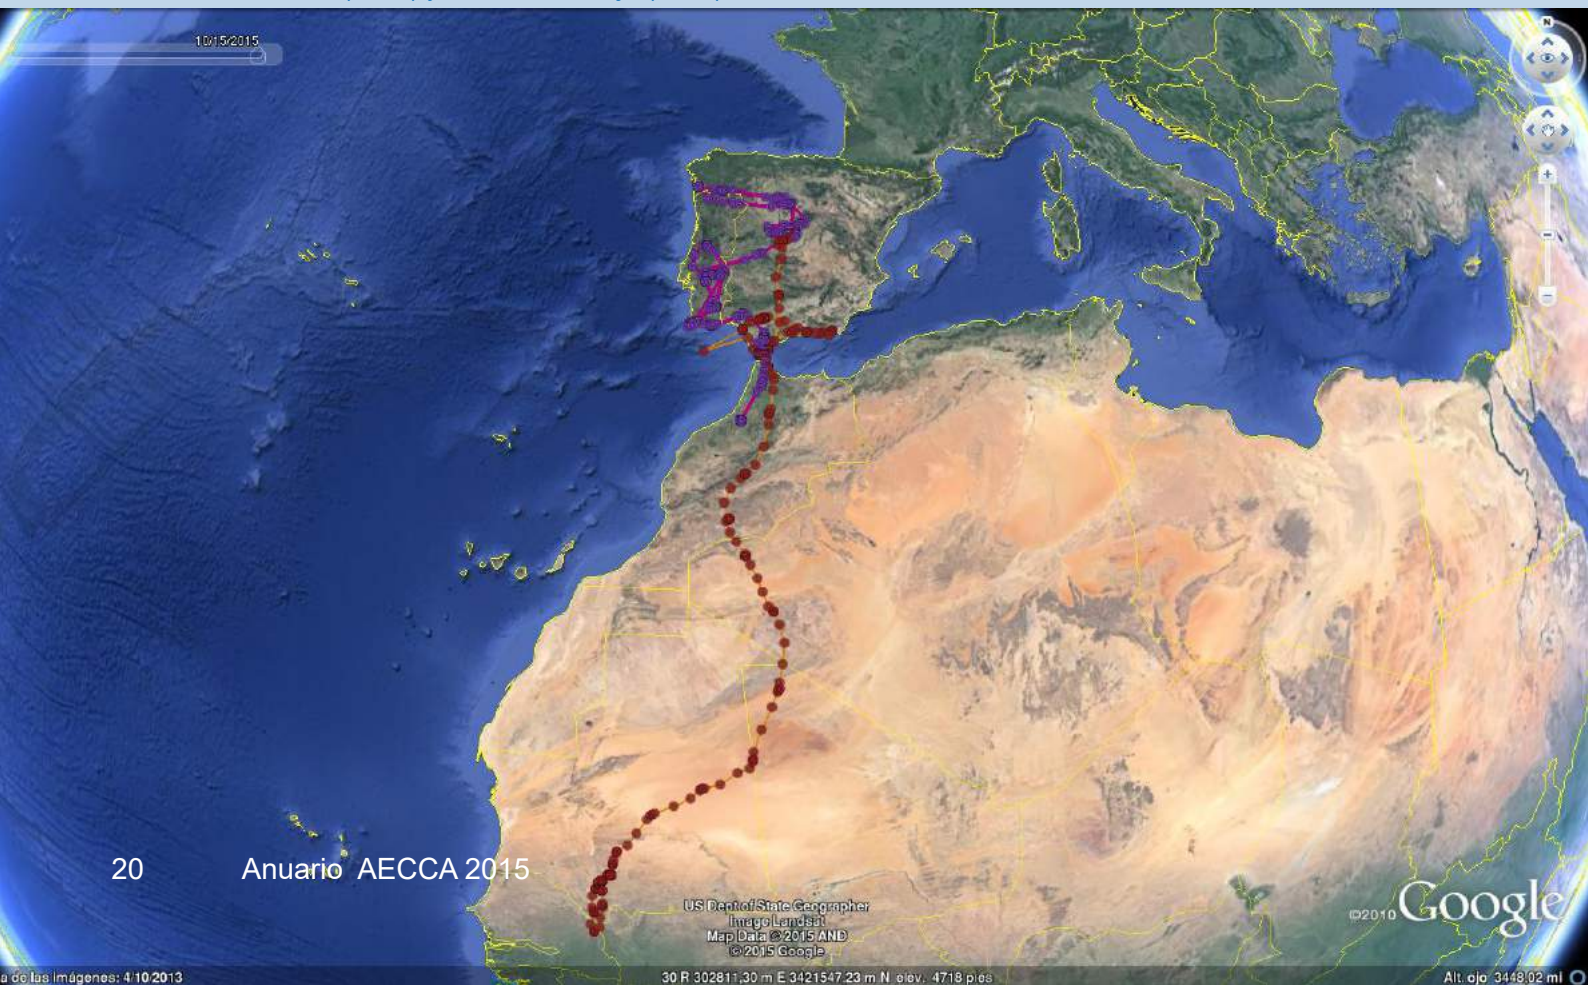 10/15/2015
N
20 Anuario AECCA 2015
US Dept of State Geographer
Image Landsat
Map Data © 2015 AND
© 2015 Google
©2010 Google
a de las imágenes: 4/10/2013 30 R 302811,30 m E 3421547.23 m N elev. 4718 pies Alt. ojo 3448,02 mi